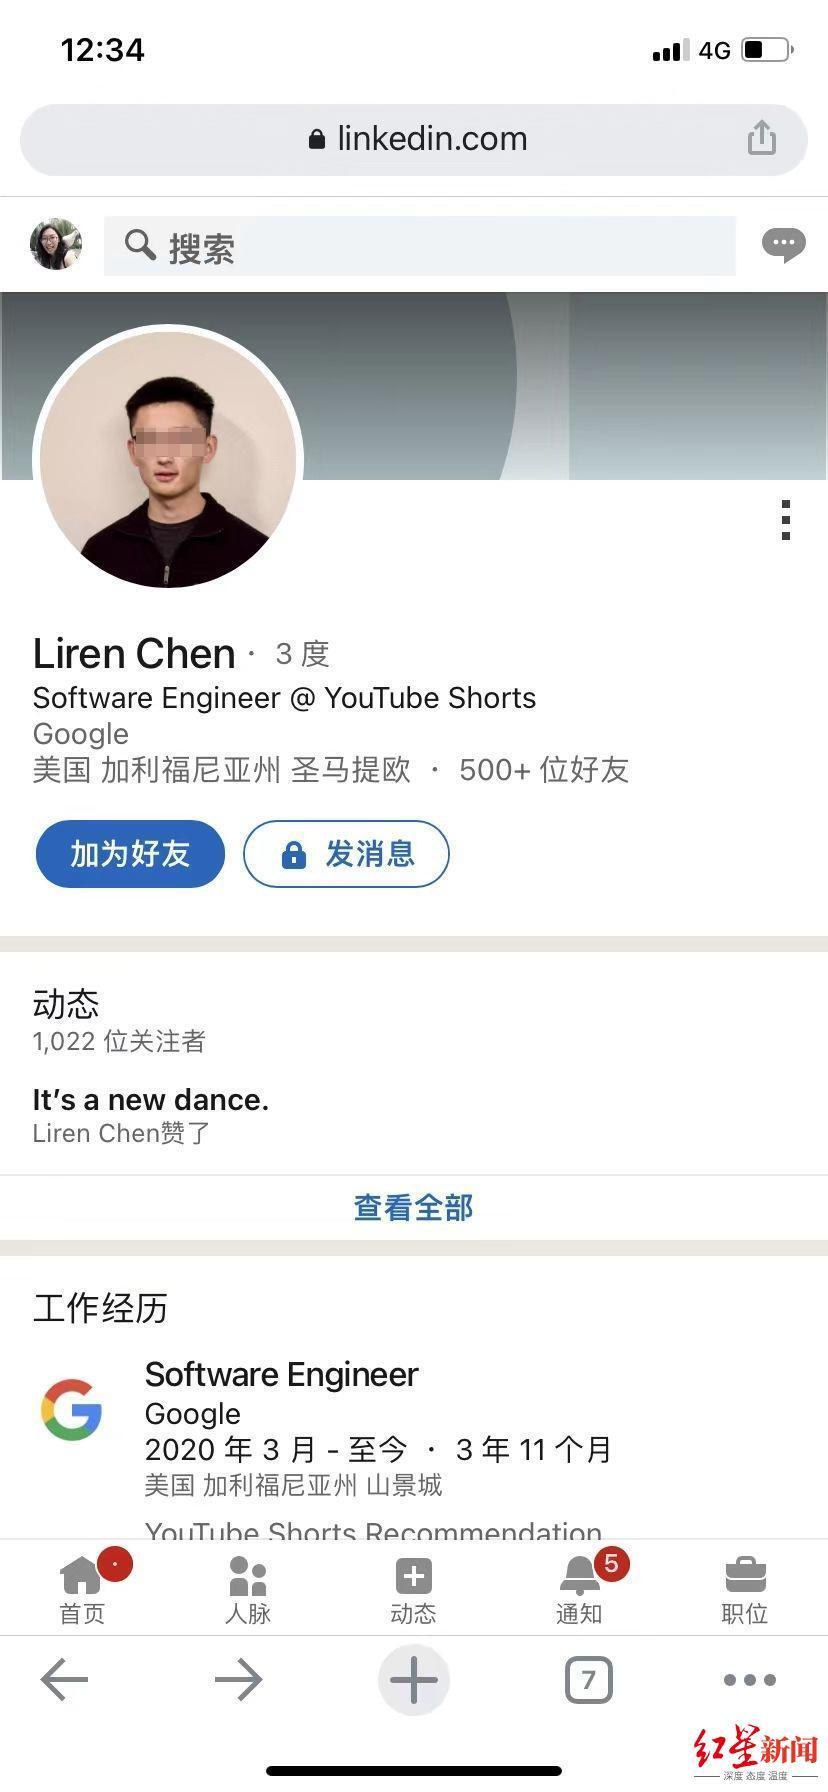 12:34
4G
linkedin.com
搜索
Liren Chen · 3 度
Software Engineer @ YouTube Shorts
Google
美国 加利福尼亚州 圣马提欧 · 500+ 位好友
加为好友
发消息
动态
1,022 位关注者
It’s a new dance.
Liren Chen赞了
查看全部
工作经历
Software Engineer
Google
2020 年 3 月 - 至今 · 3 年 11 个月
美国 加利福尼亚州 山景城
YouTube Shorts Recommendation
5
首页
人脉
动态
通知
职位
7
红星新闻
深度 态度 温度